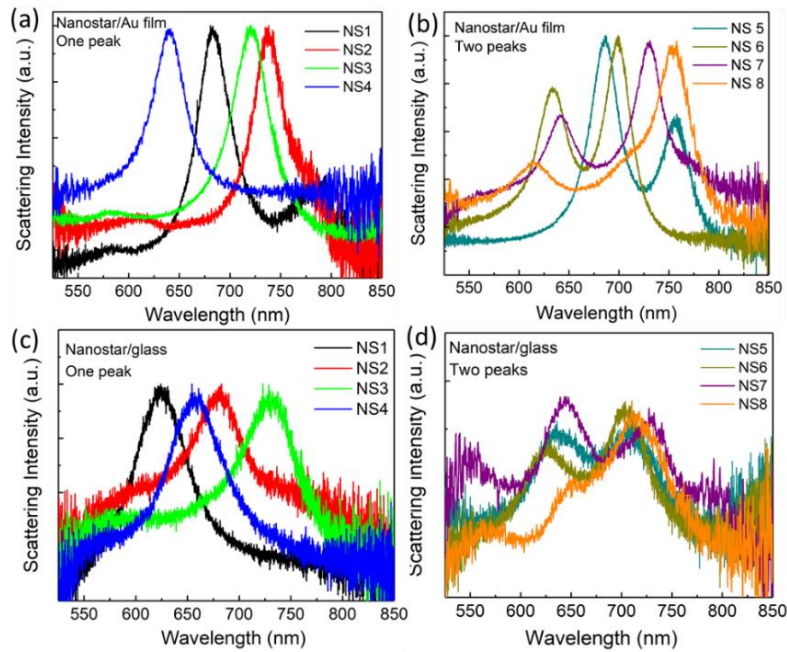 (a)
Nanostar/Au film
One peak
NS1
NS2
NS3
NS4
Scattering Intensity (a.u.)
550 600 650 700 750 800 850
Wavelength (nm)
(b)
Nanostar/Au film
Two peaks
NS 5
NS 6
NS 7
NS 8
Scattering Intensity (a.u.)
550 600 650 700 750 800 850
Wavelength (nm)
(c)
Nanostar/glass
One peak
NS1
NS2
NS3
NS4
Scattering Intensity (a.u.)
550 600 650 700 750 800 850
Wavelength (nm)
(d)
Nanostar/glass
Two peaks
NS5
NS6
NS7
NS8
Scattering Intensity (a.u.)
550 600 650 700 750 800 850
Wavelength (nm)